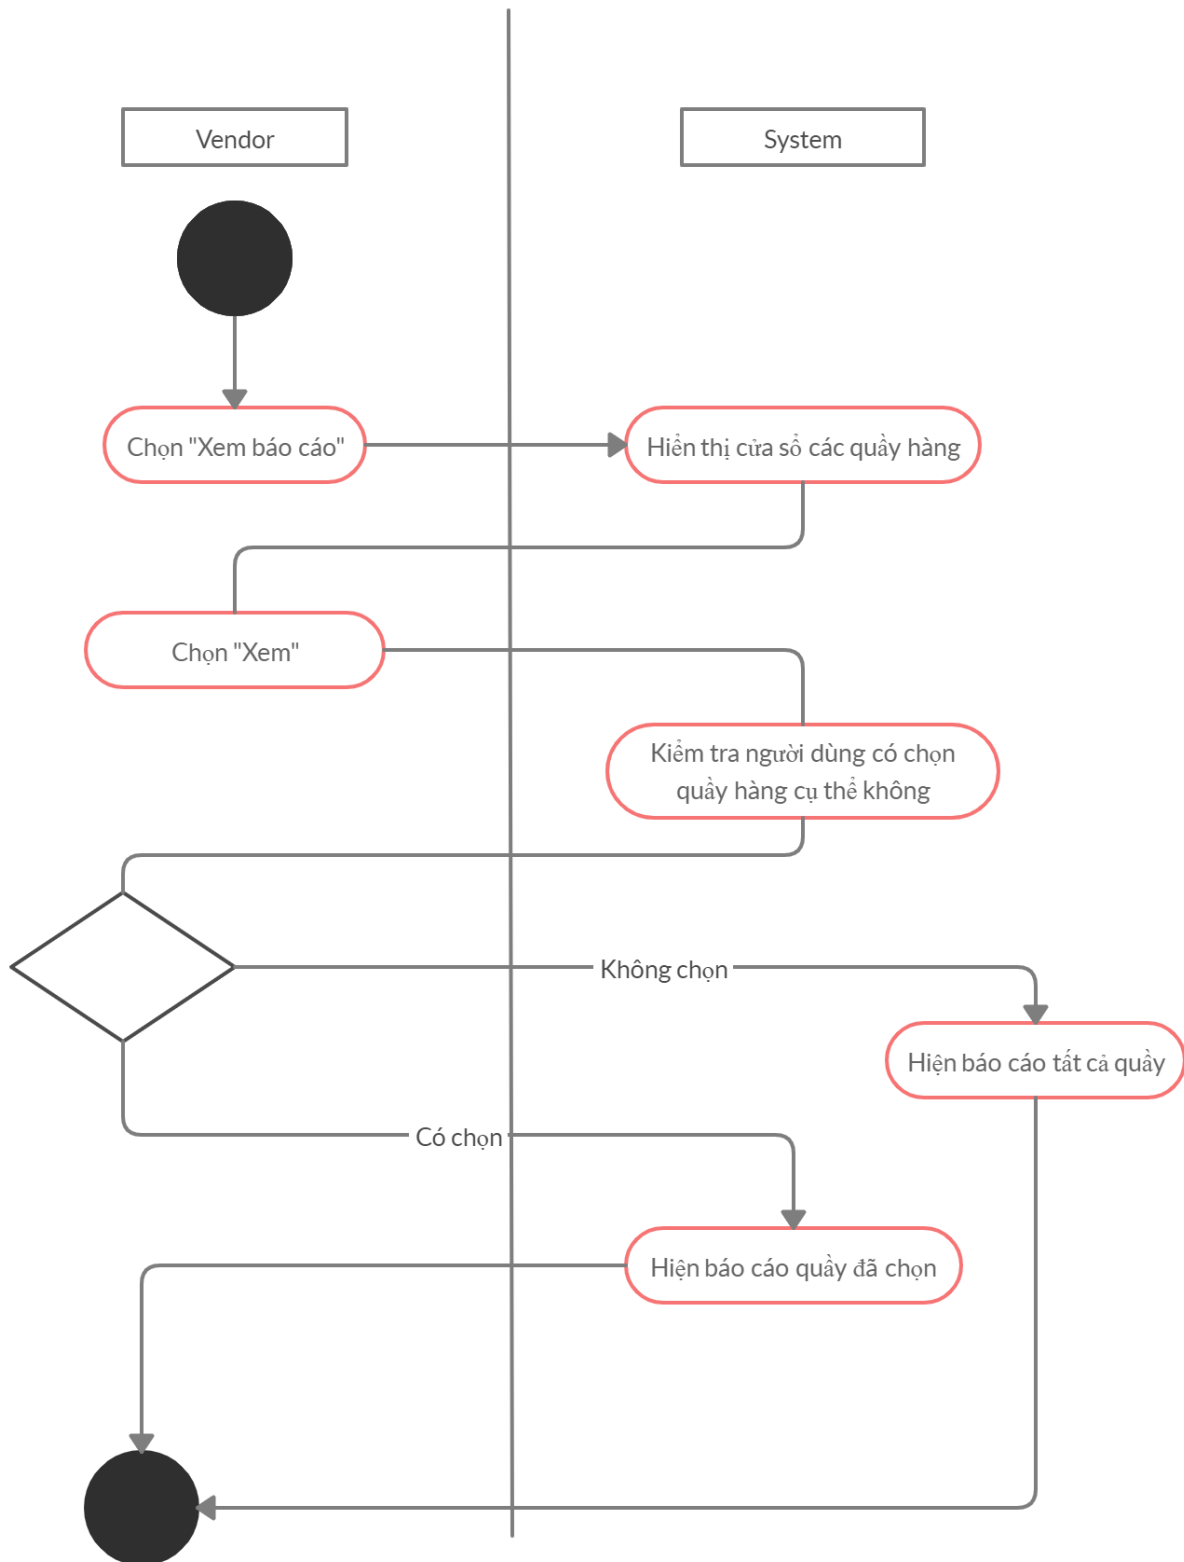 Vendor
System
Chọn "Xem báo cáo"
Hiển thị cửa sổ các quầy hàng
Chọn "Xem"
Kiểm tra người dùng có chọn
quầy hàng cụ thể không
Không chọn
Hiện báo cáo tất cả quầy
Có chọn
Hiện báo cáo quầy đã chọn